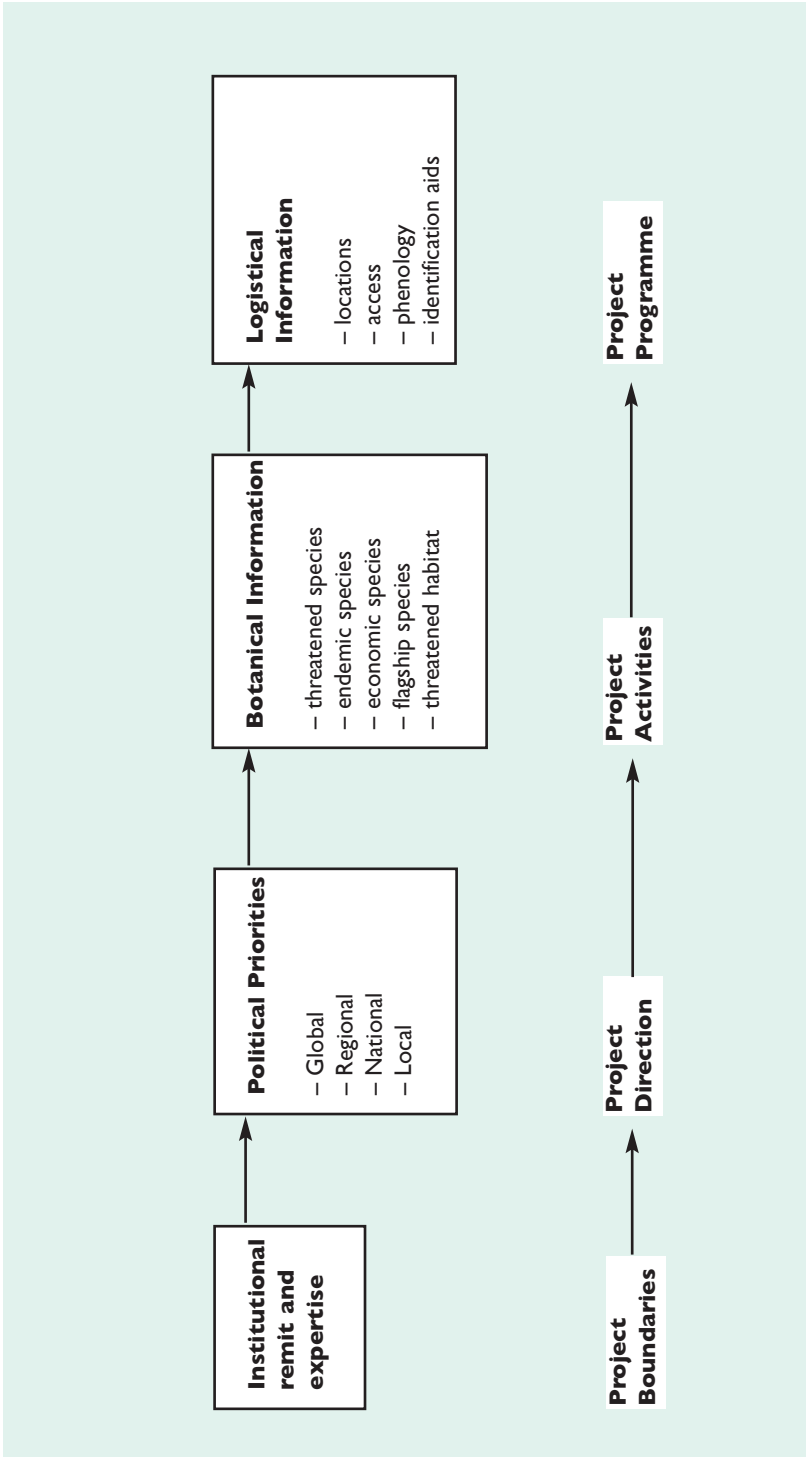 Institutional
remit and
expertise
Political Priorities
– Global
– Regional
– National
– Local
Botanical Information
– threatened species
– endemic species
– economic species
– flagship species
– threatened habitat
Logistical
Information
– locations
– access
– phenology
– identification aids
Project
Boundaries
Project
Direction
Project
Activities
Project
Programme